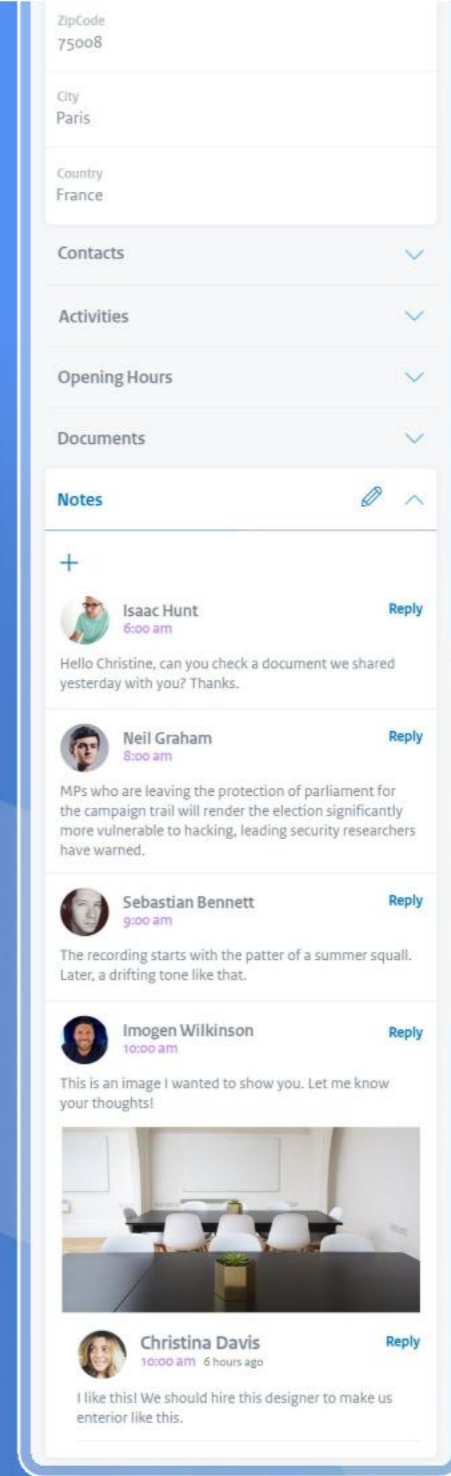 ZipCode
75008
City
Paris
Country
France
Contacts
Activities
Opening Hours
Documents
Notes
Isaac Hunt
Reply
6:00 am
Hello Christine, can you check a document we shared
yesterday with you? Thanks.
Neil Graham
Reply
8:00 am
MPs who are leaving the protection of parliament for
the campaign trail will render the election significantly
more vulnerable to hacking, leading security researchers
have warned.
Sebastian Bennett
Reply
9:00 am
The recording starts with the patter of a summer squall.
Later, a drifting tone like that.
Imogen Wilkinson
Reply
10:00 am
This is an image I wanted to show you. Let me know
your thoughts!
Christina Davis
Reply
10:00 am 6 hours ago
I like this! We should hire this designer to make us
enterior like this.